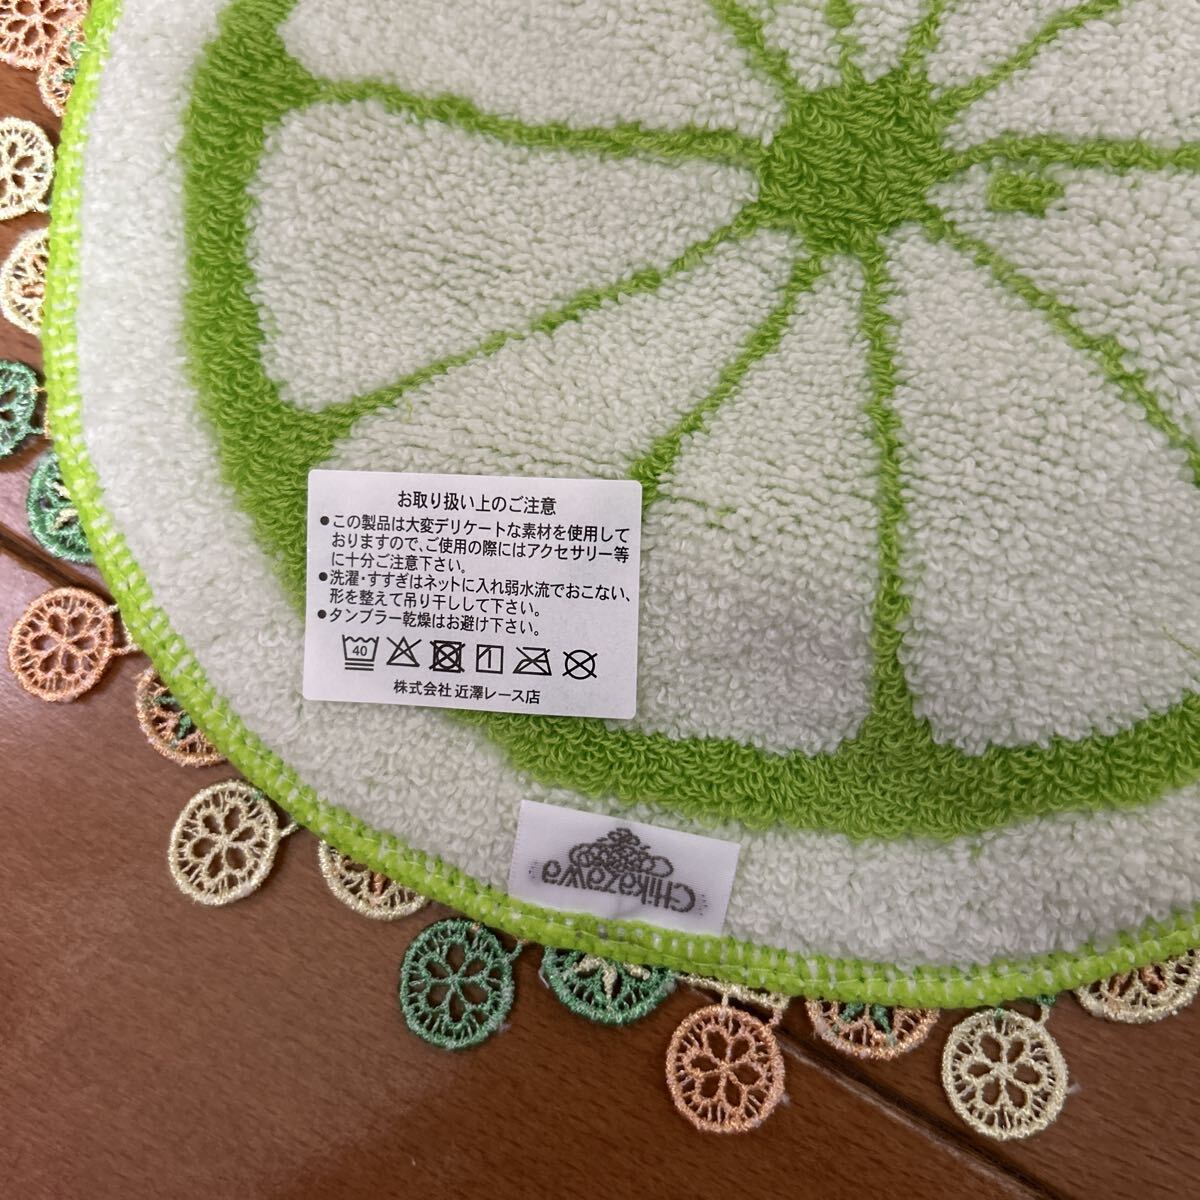 お取り扱い上のご注意
●この製品は大変デリケートな素材を使用して
おりますので、ご使用の際にはアクセサリー等
に十分ご注意下さい。
●洗濯・すすぎはネットに入れ弱水流でおこない、
形を整えて吊り干しして下さい。
●タンブラー乾燥はお避け下さい。
40
株式会社 近澤レース店
CHikazawa